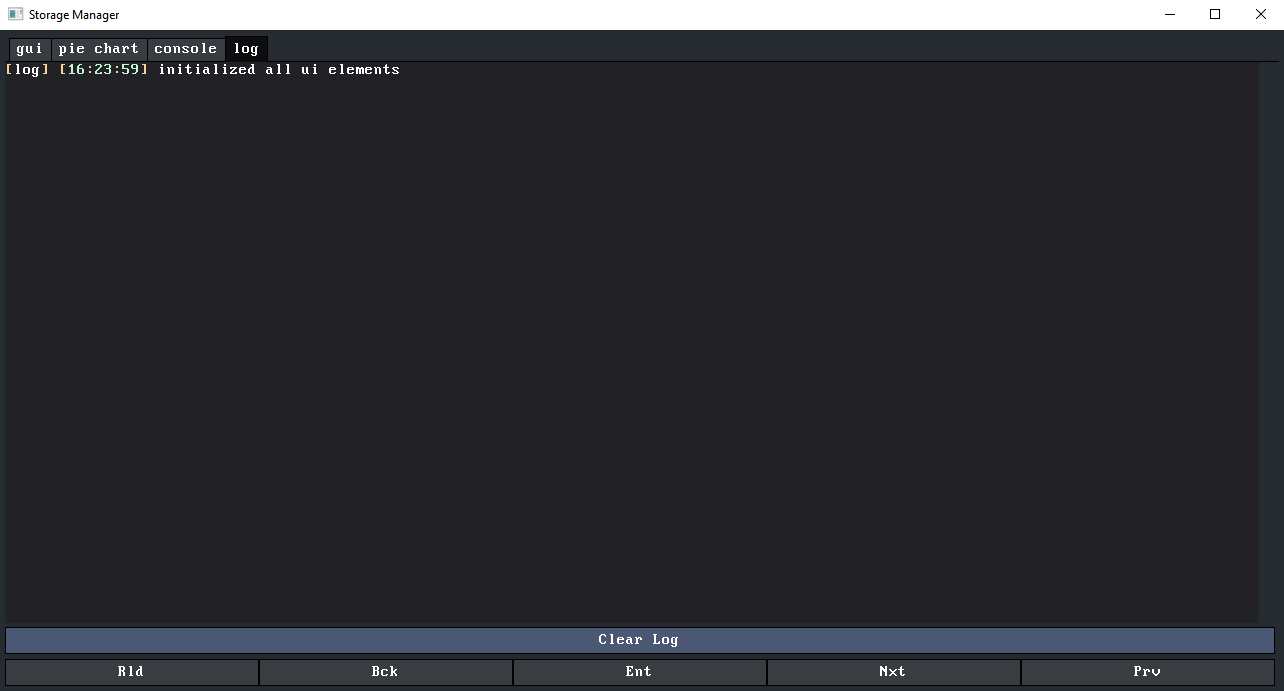 Storage Manager
gui pie chart console log
[log] [16:23:59] initialized all ui elements
Clear Log
Rld Bck Ent Nxt Prv